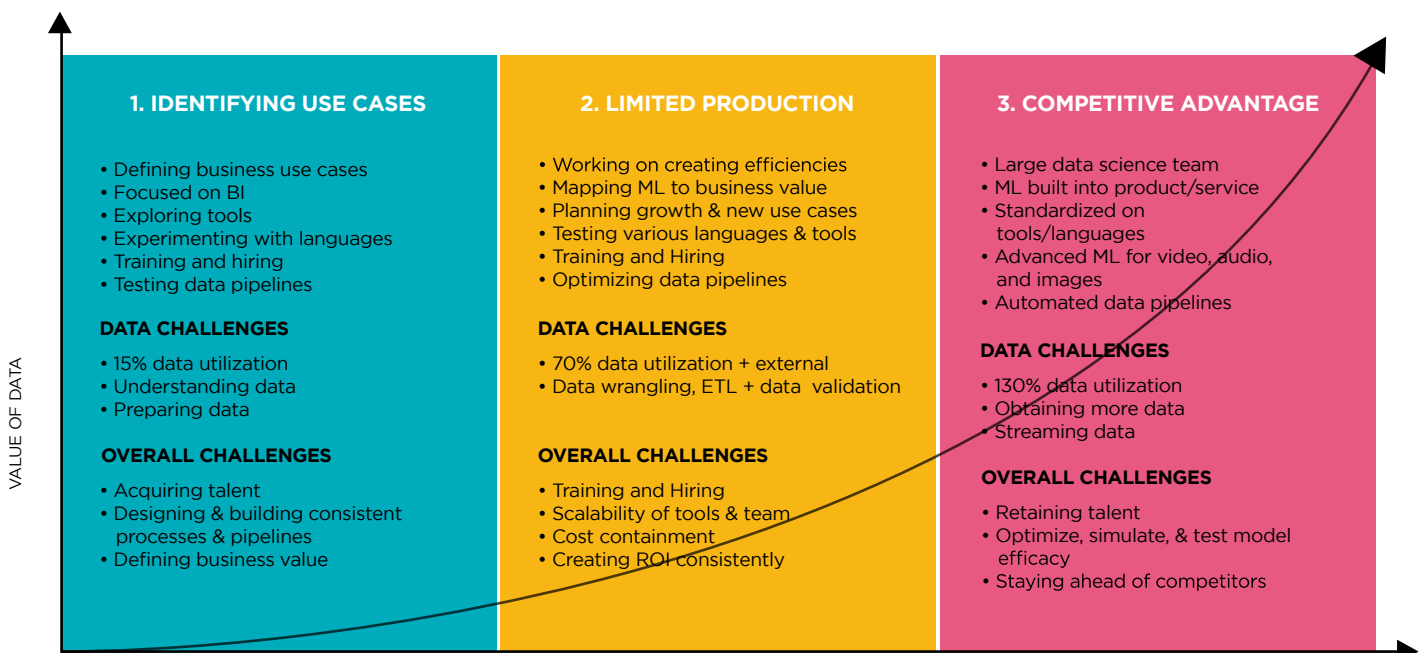 VALUE OF DATA
1. IDENTIFYING USE CASES
• Defining business use cases
• Focused on BI
• Exploring tools
• Experimenting with languages
• Training and hiring
• Testing data pipelines
DATA CHALLENGES
• 15% data utilization
• Understanding data
• Preparing data
OVERALL CHALLENGES
• Acquiring talent
• Designing & building consistent
processes & pipelines
• Defining business value
2. LIMITED PRODUCTION
• Working on creating efficiencies
• Mapping ML to business value
• Planning growth & new use cases
• Testing various languages & tools
• Training and Hiring
• Optimizing data pipelines
DATA CHALLENGES
• 70% data utilization + external
• Data wrangling, ETL + data validation
OVERALL CHALLENGES
• Training and Hiring
• Scalability of tools & team
• Cost containment
• Creating ROI consistently
3. COMPETITIVE ADVANTAGE
• Large data science team
• ML built into product/service
• Standardized on
tools/languages
• Advanced ML for video, audio,
and images
• Automated data pipelines
DATA CHALLENGES
• 130% data utilization
• Obtaining more data
• Streaming data
OVERALL CHALLENGES
• Retaining talent
• Optimize, simulate, & test model
efficacy
• Staying ahead of competitors